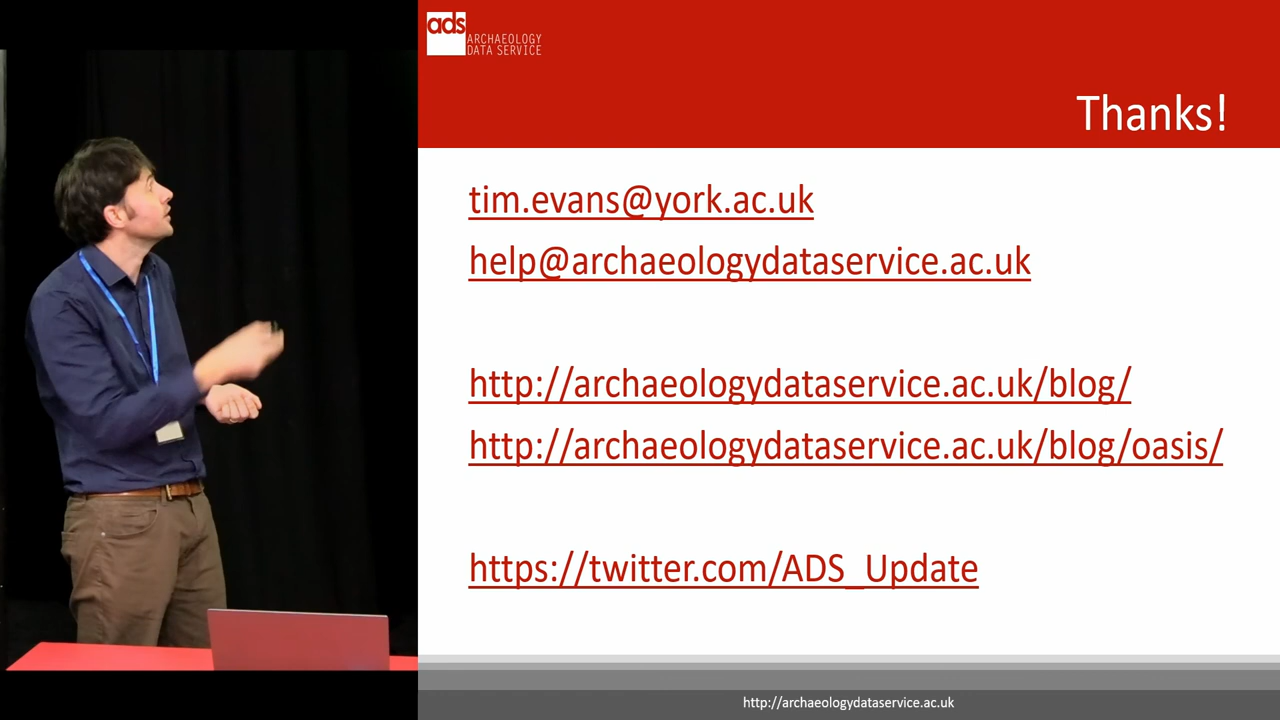 ads
ARCHAEOLOGY
DATA SERVICE
Thanks!
tim.evans@york.ac.uk
help@archaeologydataservice.ac.uk
http://archaeologydataservice.ac.uk/blog/
http://archaeologydataservice.ac.uk/blog/oasis/
https://twitter.com/ADS_Update
http://archaeologydataservice.ac.uk